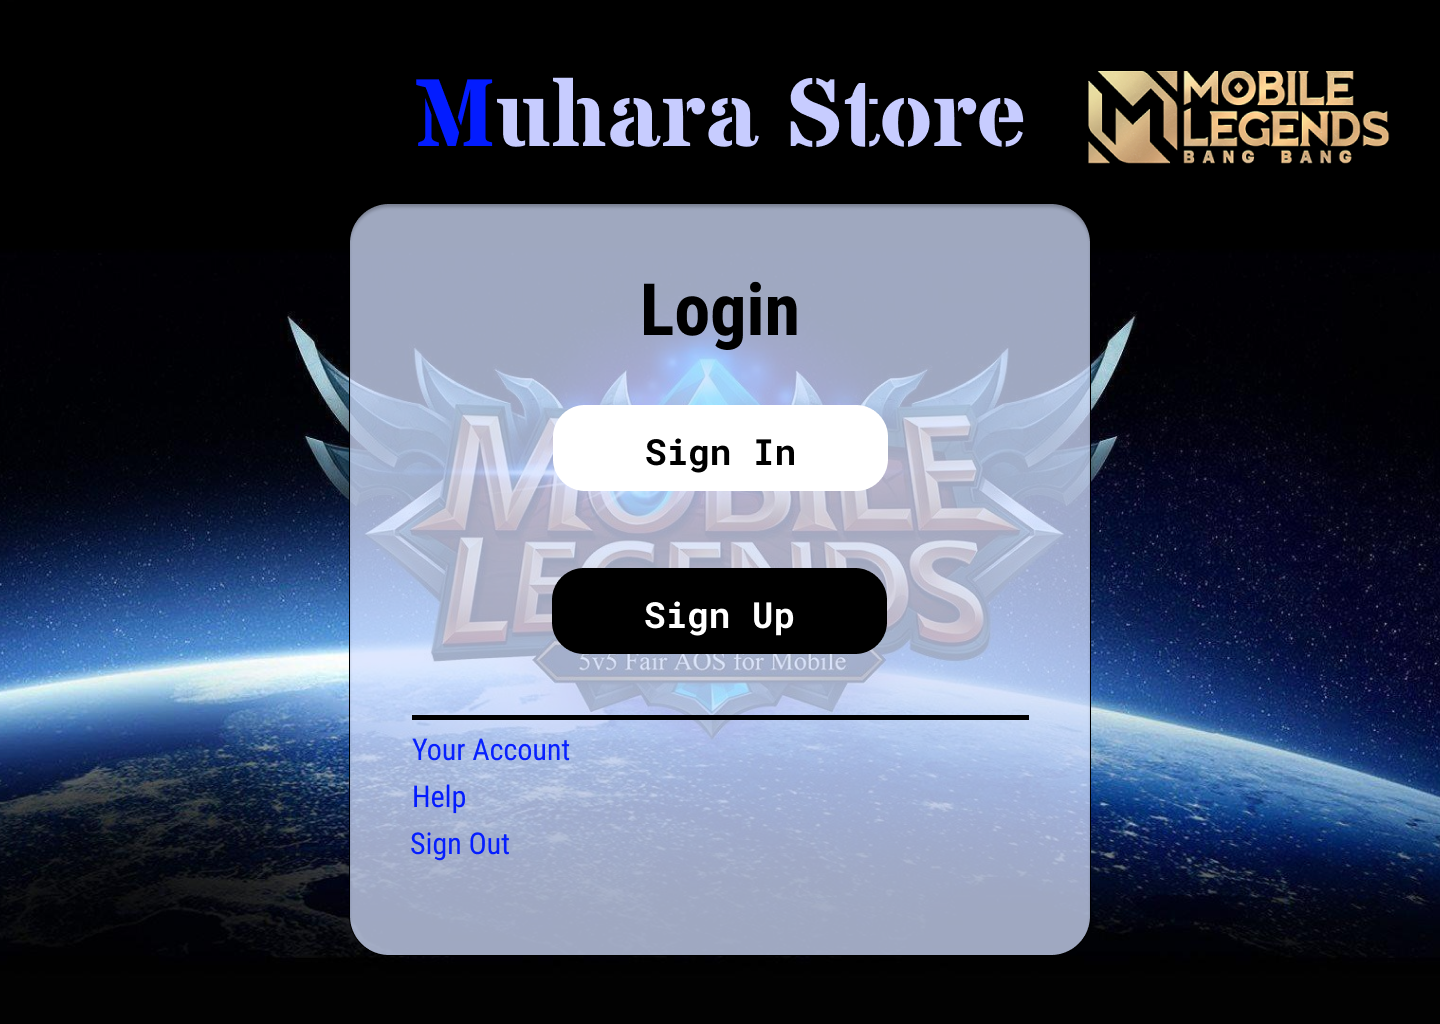 Muhara Store
MOBILE
LEGENDS
BANG BANG
Login
MOBILE
Sign In
LEGENDS
Sign Up
5v5 Fair AOS for Mobile
Your Account
Help
Sign Out